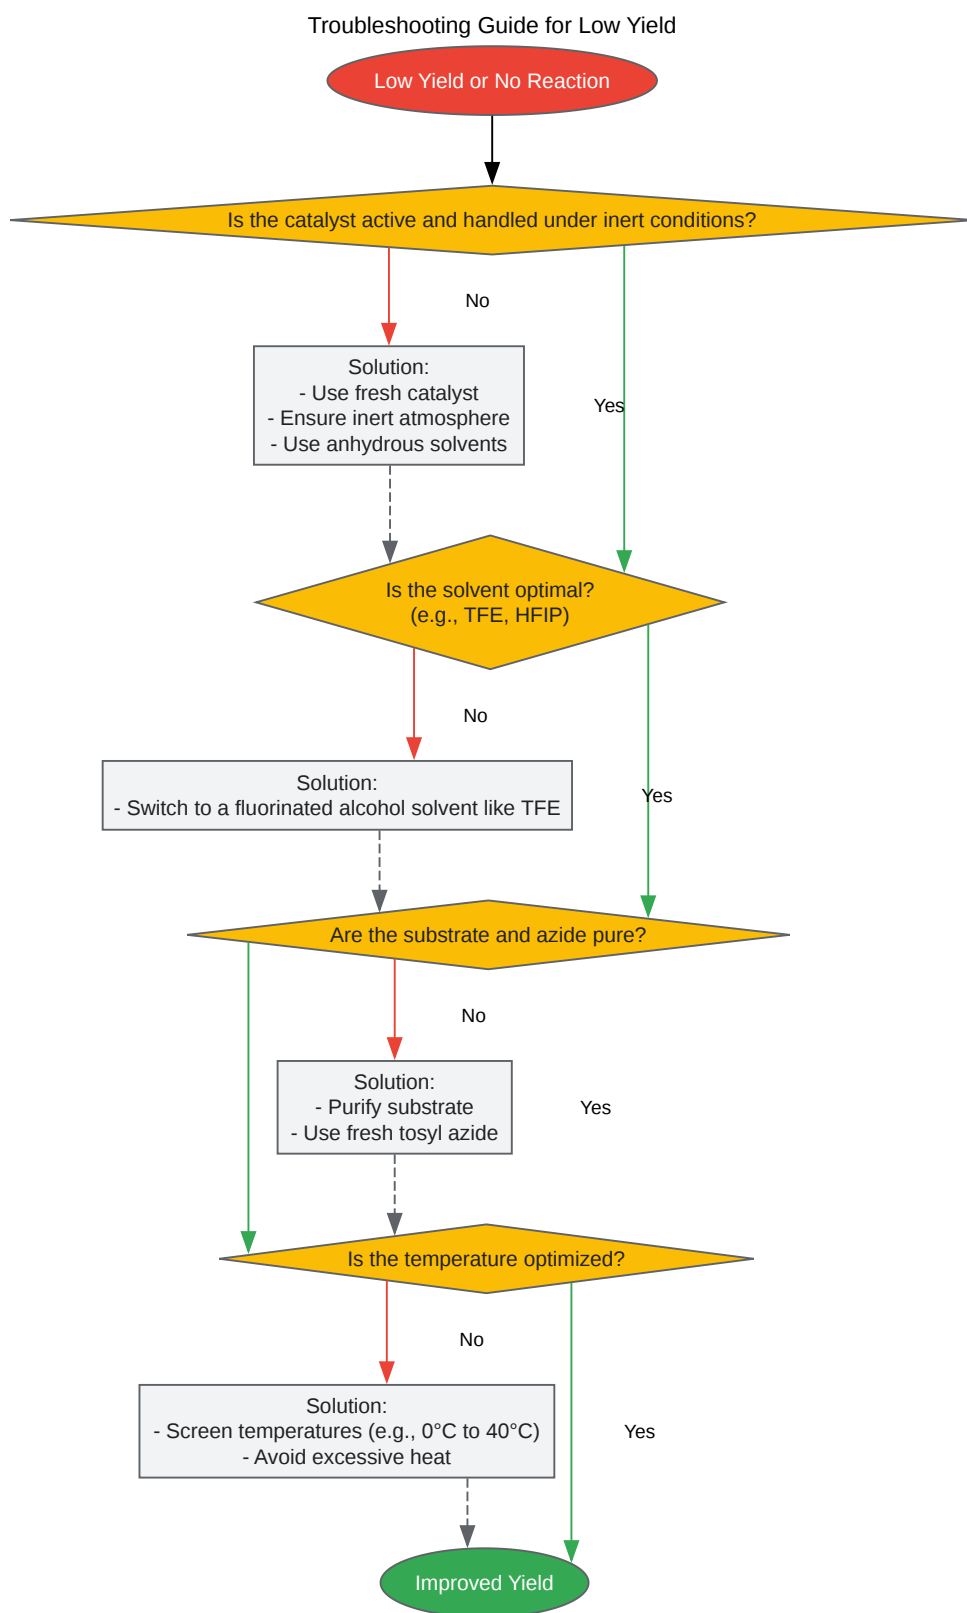 Troubleshooting Guide for Low Yield
Low Yield or No Reaction
Is the catalyst active and handled under inert conditions?
No
Solution:
- Use fresh catalyst
- Ensure inert atmosphere
- Use anhydrous solvents
Yes
Is the solvent optimal?
(e.g., TFE, HFIP)
No
Solution:
- Switch to a fluorinated alcohol solvent like TFE
Yes
Are the substrate and azide pure?
No
Solution:
- Purify substrate
- Use fresh tosyl azide
Yes
Is the temperature optimized?
No
Solution:
- Screen temperatures (e.g., 0°C to 40°C)
- Avoid excessive heat
Yes
Improved Yield